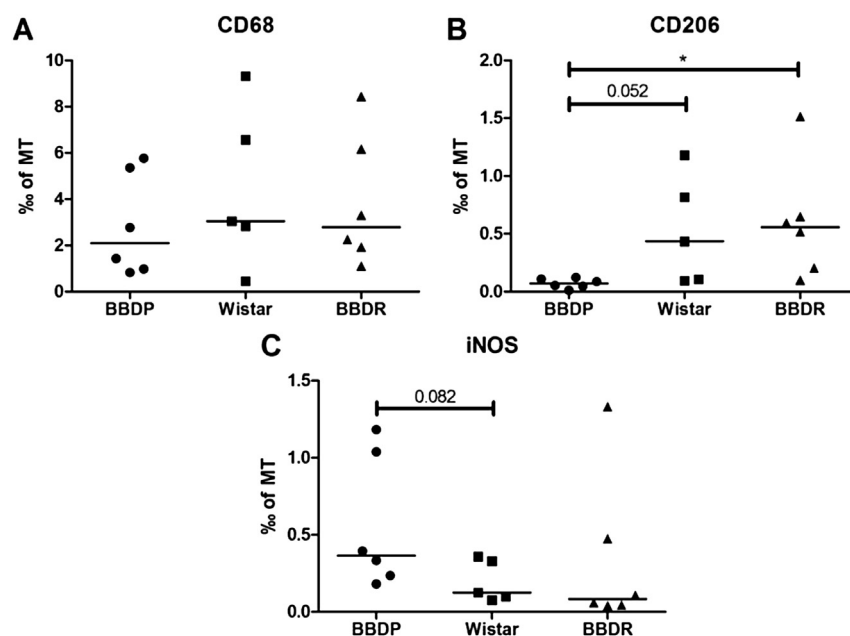 A
CD68
‰ of MT
10
8
6
4
2
0
BBDP Wistar BBDR
B
CD206
‰ of MT
2.0
1.5
1.0
0.5
0.0
*
0.052
BBDP Wistar BBDR
C
iNOS
‰ of MT
1.5
1.0
0.5
0.0
0.082
BBDP Wistar BBDR